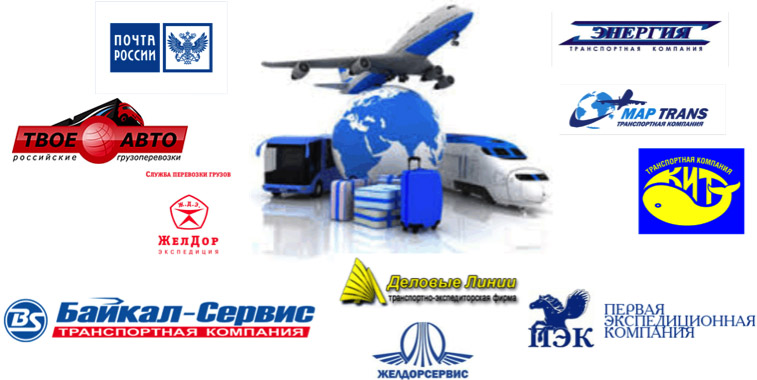 ПОЧТА
РОССИИ
ЭНЕРГИЯ
ТРАНСПОРТНАЯ КОМПАНИЯ
MAP TRANS
ТРАНСПОРТНАЯ КОМПАНИЯ
ТВОЕ АВТО
российские грузоперевозки
ТРАНСПОРТНАЯ КОМПАНИЯ
КИТ
Служба перевозки грузов
Ж.Д.Э.
ЖелДор
ЭКСПЕДИЦИЯ
Деловые Линии
транспортно-экспедиторская фирма
BS
Байкал-Сервис
ТРАНСПОРТНАЯ КОМПАНИЯ
ПЭК
ПЕРВАЯ
ЭКСПЕДИЦИОННАЯ
КОМПАНИЯ
ЖЕЛДОРСЕРВИС